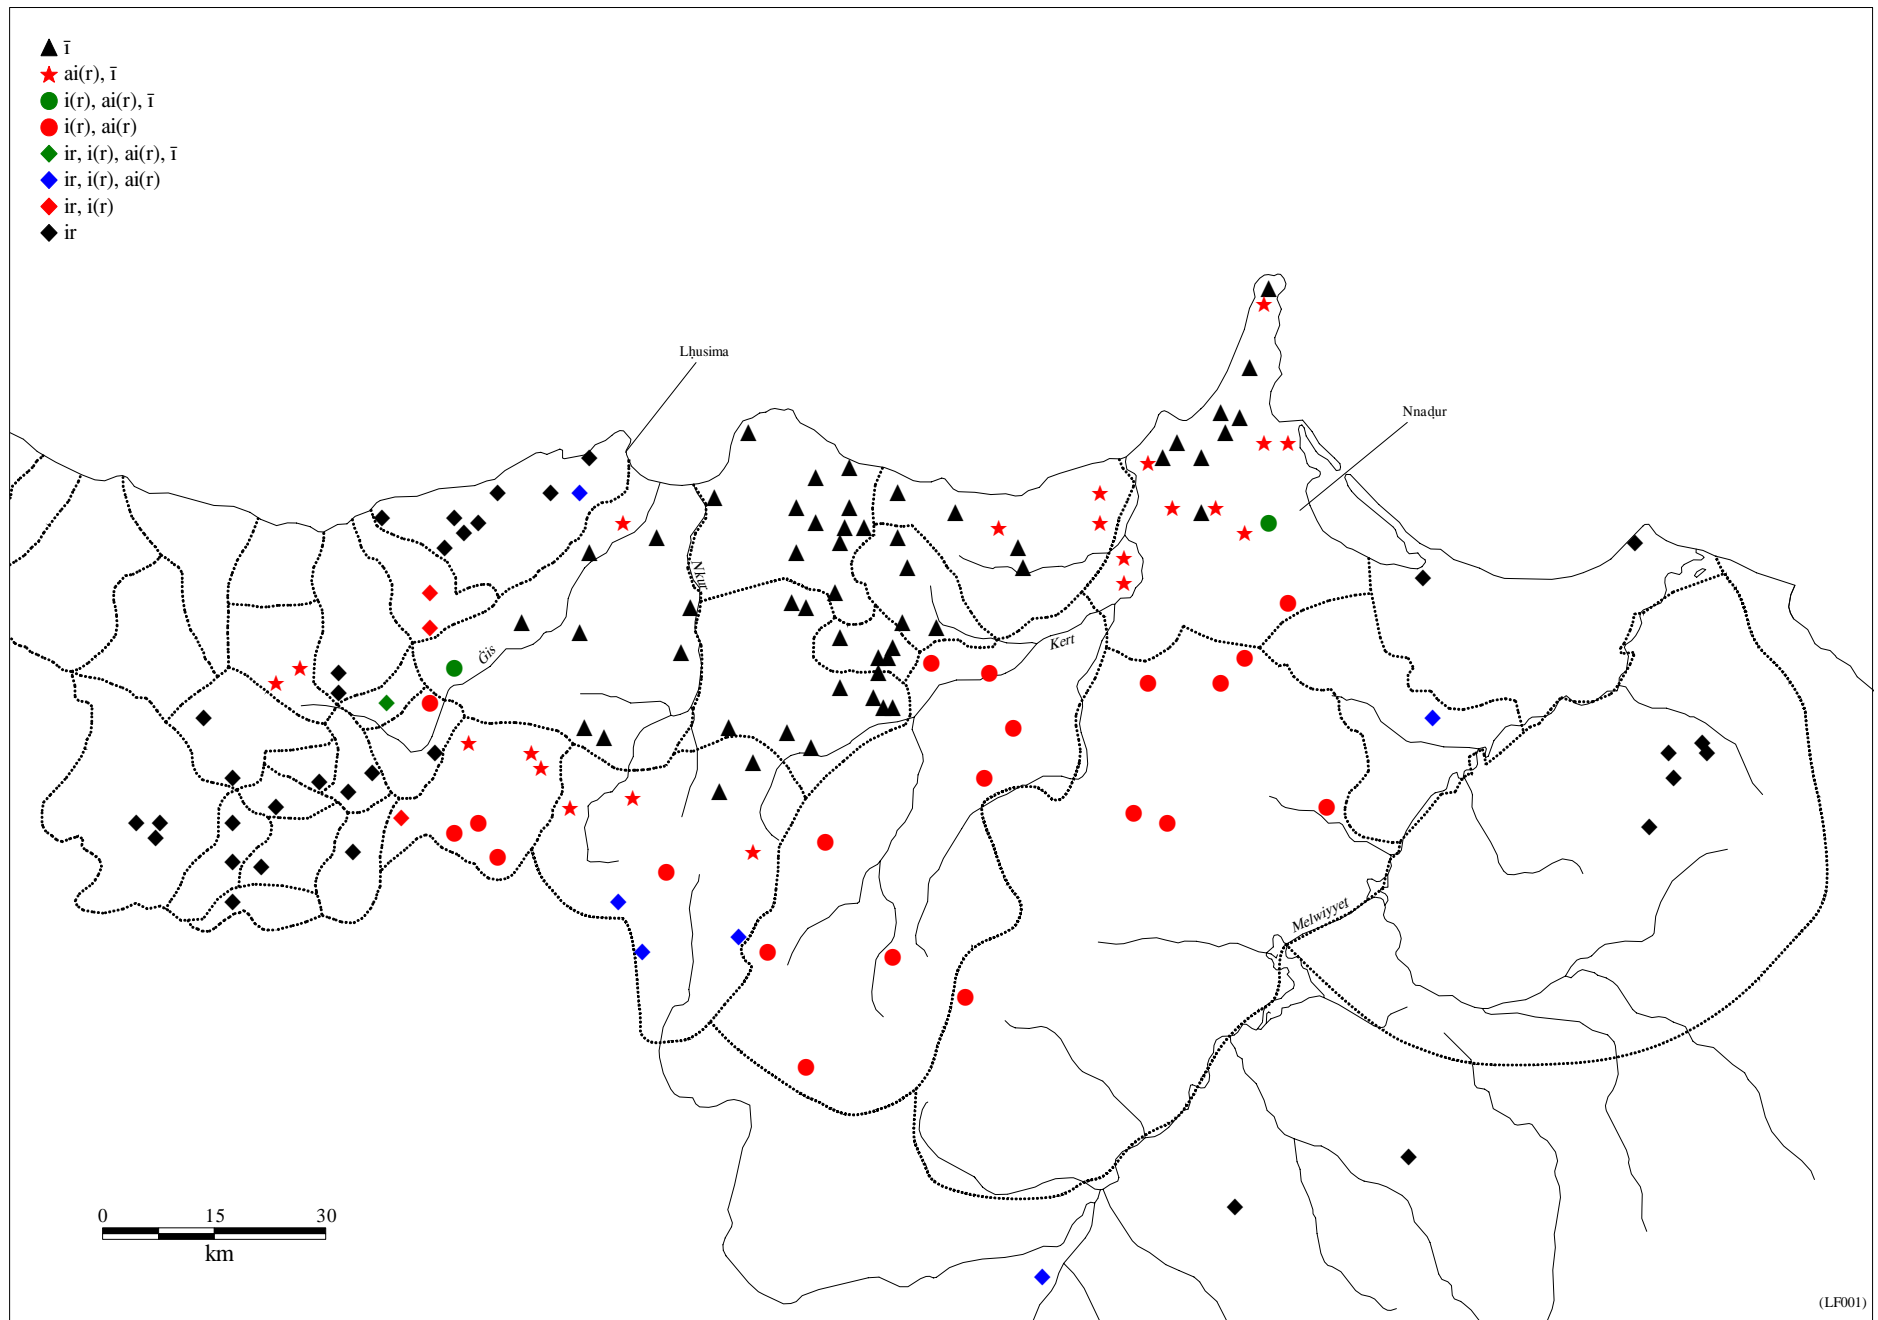 ī
ai(r), ī
i(r), ai(r), ī
i(r), ai(r)
ir, i(r), ai(r), ī
ir, i(r), ai(r)
ir, i(r)
ir
Lḥusima
Nnaḍur
Nkur
Ġis
Kert
Melwiyyet
0 15 30
km
(LF001)